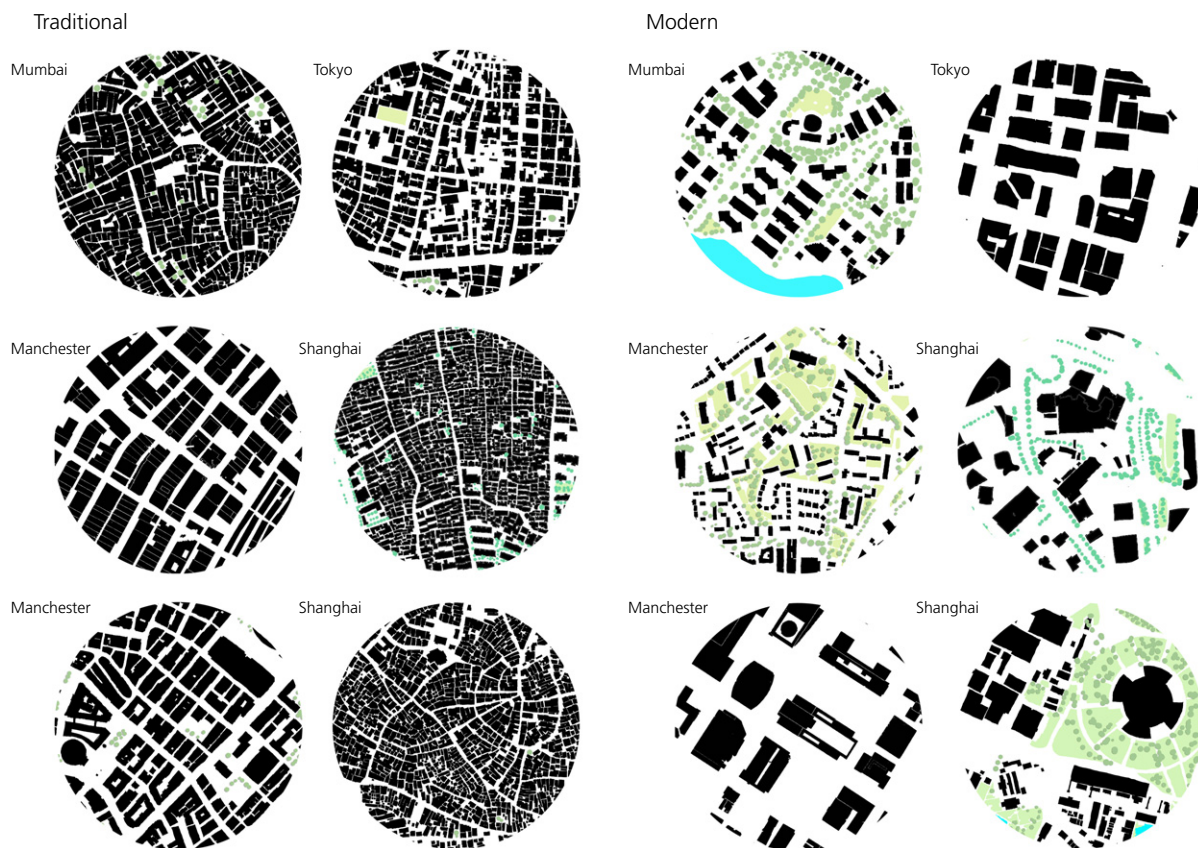 Traditional
Modern
Mumbai
Tokyo
Mumbai
Tokyo
Manchester
Shanghai
Manchester
Shanghai
Manchester
Shanghai
Manchester
Shanghai